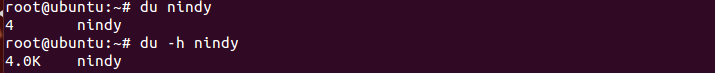 root@ubuntu:~# du nindy
4       nindy
root@ubuntu:~# du -h nindy
4.0K    nindy